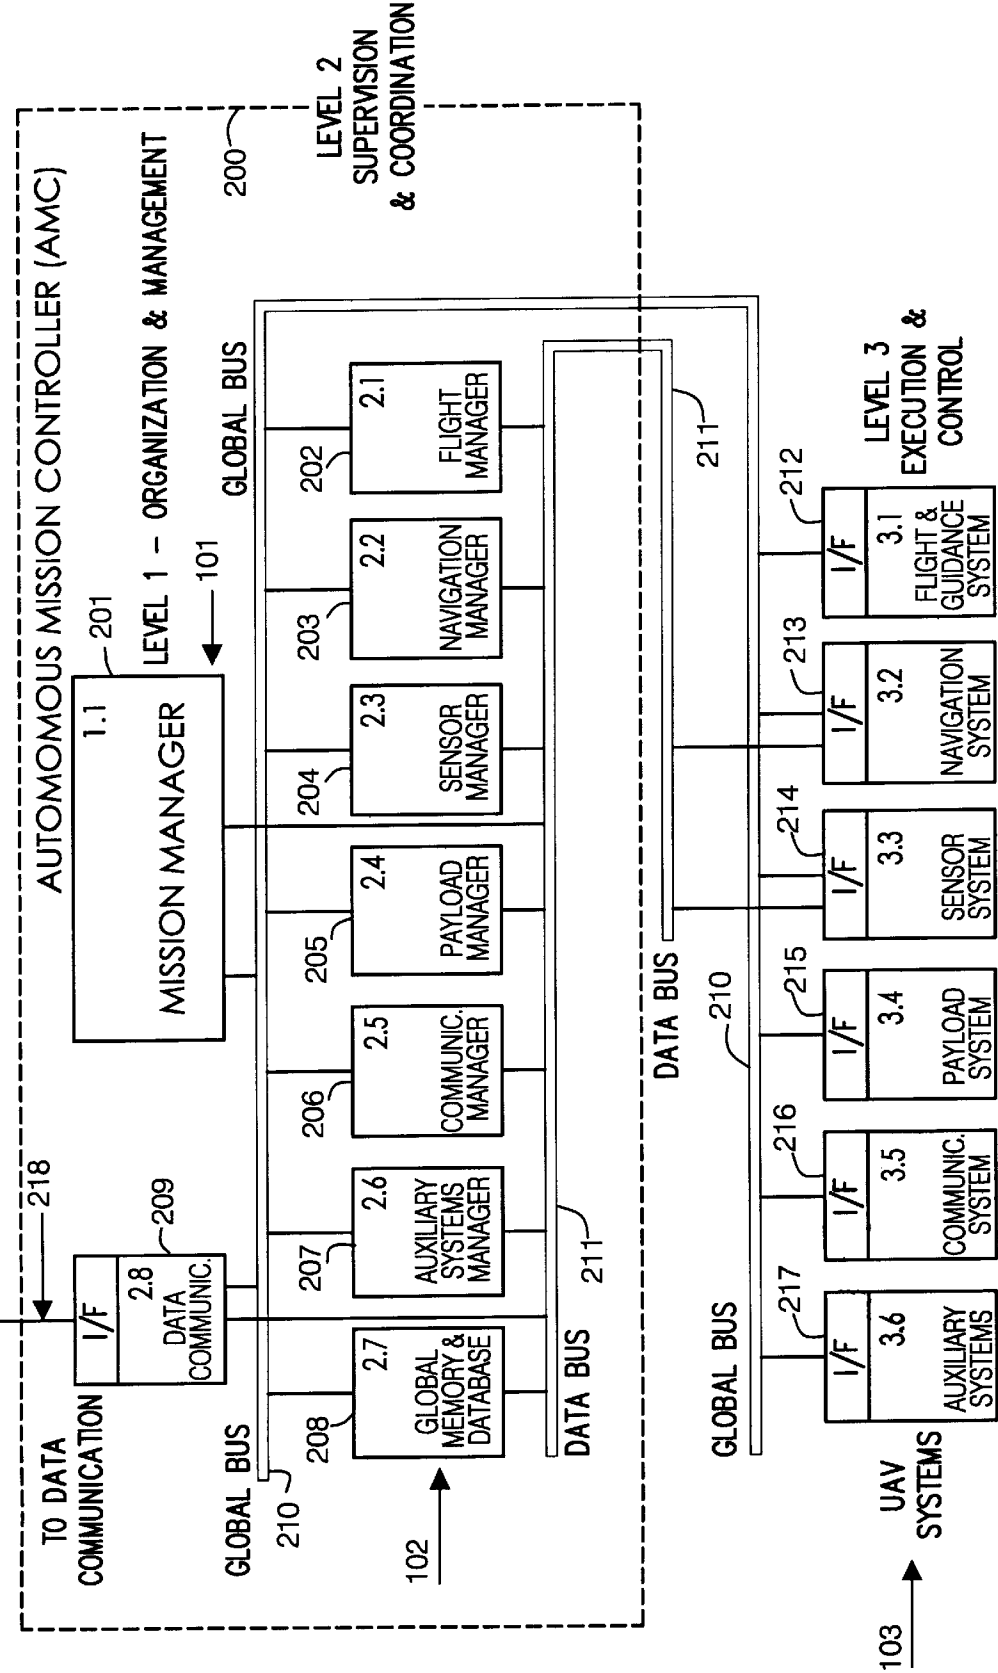 AUTOMOMOUS MISSION CONTROLLER (AMC)
TO DATA
COMMUNICATION
218
I/F
2.8
DATA
COMMUNIC.
209
1.1
MISSION MANAGER
201
LEVEL 1 - ORGANIZATION & MANAGEMENT
101
200
GLOBAL BUS
210
GLOBAL BUS
LEVEL 2
SUPERVISION
& COORDINATION
102
208
2.7
GLOBAL
MEMORY &
DATABASE
207
2.6
AUXILIARY
SYSTEMS
MANAGER
206
2.5
COMMUNIC.
MANAGER
205
2.4
PAYLOAD
MANAGER
204
2.3
SENSOR
MANAGER
203
2.2
NAVIGATION
MANAGER
202
2.1
FLIGHT
MANAGER
DATA BUS
211
DATA BUS
211
GLOBAL BUS
210
217
I/F
3.6
AUXILIARY
SYSTEMS
216
I/F
3.5
COMMUNIC.
SYSTEM
215
I/F
3.4
PAYLOAD
SYSTEM
214
I/F
3.3
SENSOR
SYSTEM
213
I/F
3.2
NAVIGATION
SYSTEM
212
I/F
3.1
FLIGHT &
GUIDANCE
SYSTEM
LEVEL 3
EXECUTION &
CONTROL
UAV
SYSTEMS
103